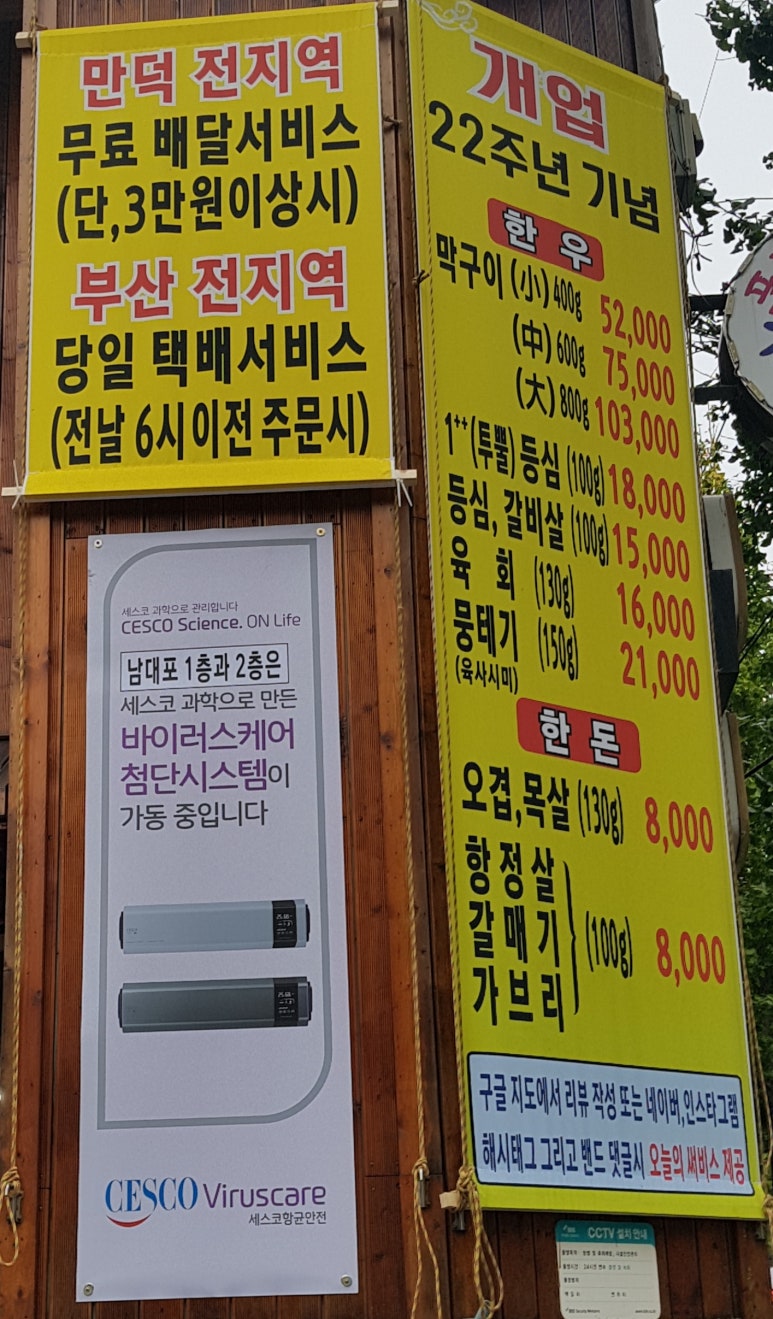 만덕 전지역
무료 배달서비스
(단,3만원이상시)
부산 전지역
당일 택배서비스
(전날 6시이전 주문시)
세스코 과학으로 관리입니다
CESCO Science. ON Life
남대포 1층과 2층은
세스코 과학으로 만든
바이러스케어
첨단시스템이
가동 중입니다
CESCO Viruscare
세스코항균안전
개업
22주년 기념
한우
막구이 (小) 400g 52,000
(中) 600g 75,000
(大) 800g 103,000
1++(투뿔) 등심 (100g) 18,000
등심, 갈비살 (100g) 15,000
육 회 (130g) 16,000
뭉테기 (150g) 21,000
(육사시미)
한돈
오겹,목살 (130g) 8,000
항정살
갈매기 (100g) 8,000
가브리
구글 지도에서 리뷰 작성 또는 네이버,인스타그램
해시태그 그리고 밴드 댓글시 오늘의 써비스 제공
CCTV 설치 안내